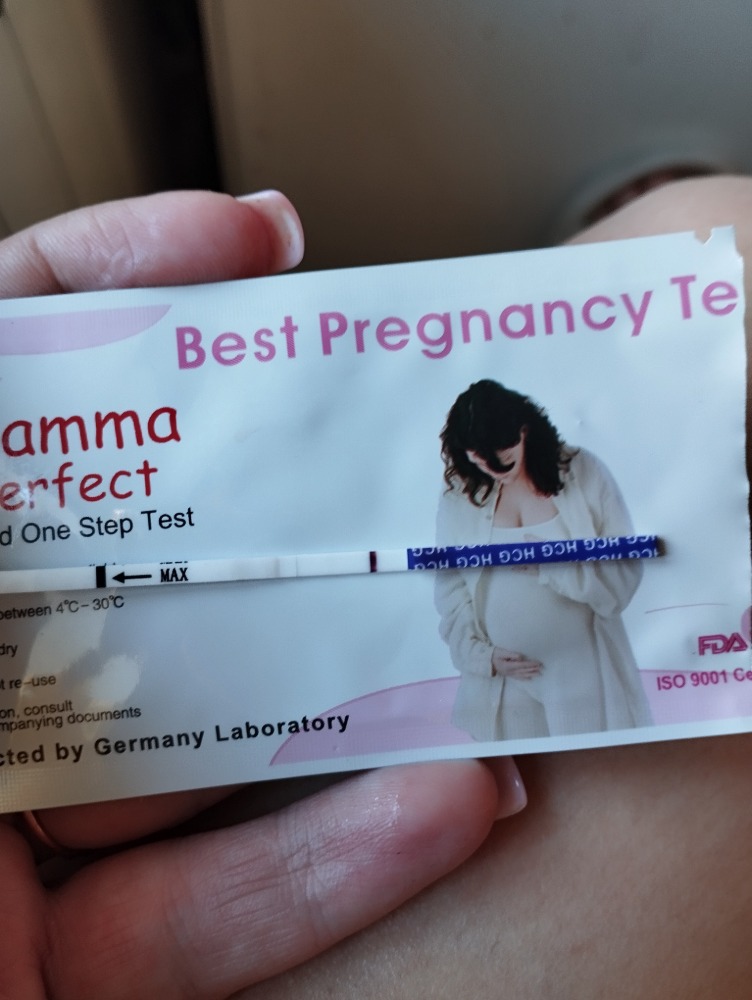 Best Pregnancy Te
amma
erfect
d One Step Test
HCG HCG HCG HCG HCG
MAX
between 4°C-30°C
dry
t re-use
on, consult
mpanying documents
FDA
ISO 9001 Ce
cted by Germany Laboratory